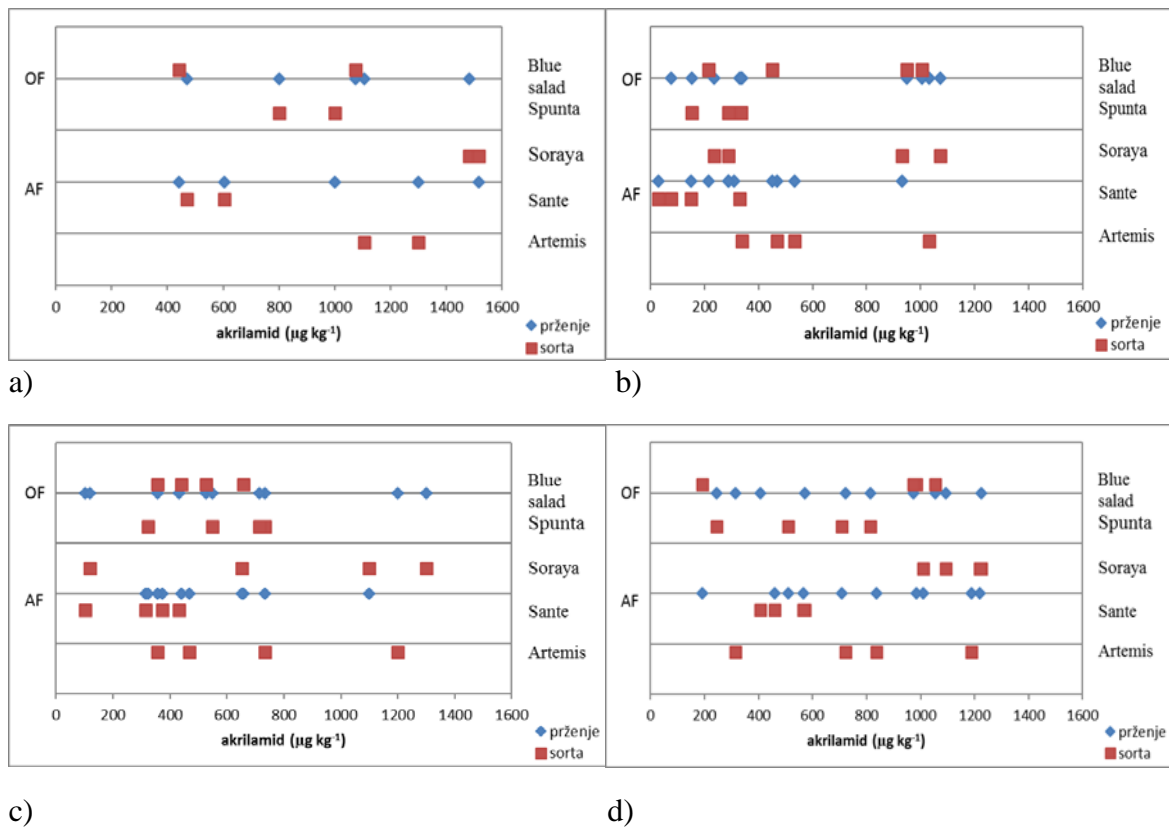 OF
AF
Blue
salad
Spunta
Soraya
Sante
Artemis
0 200 400 600 800 1000 1200 1400 1600
akrilamid (µg kg⁻¹)
prženje
sorta
a)
OF
AF
Blue
salad
Spunta
Soraya
Sante
Artemis
0 200 400 600 800 1000 1200 1400 1600
akrilamid (µg kg⁻¹)
prženje
sorta
b)
OF
AF
Blue
salad
Spunta
Soraya
Sante
Artemis
0 200 400 600 800 1000 1200 1400 1600
akrilamid (µg kg⁻¹)
prženje
sorta
c)
OF
AF
Blue
salad
Spunta
Soraya
Sante
Artemis
0 200 400 600 800 1000 1200 1400 1600
akrilamid (µg kg⁻¹)
prženje
sorta
d)